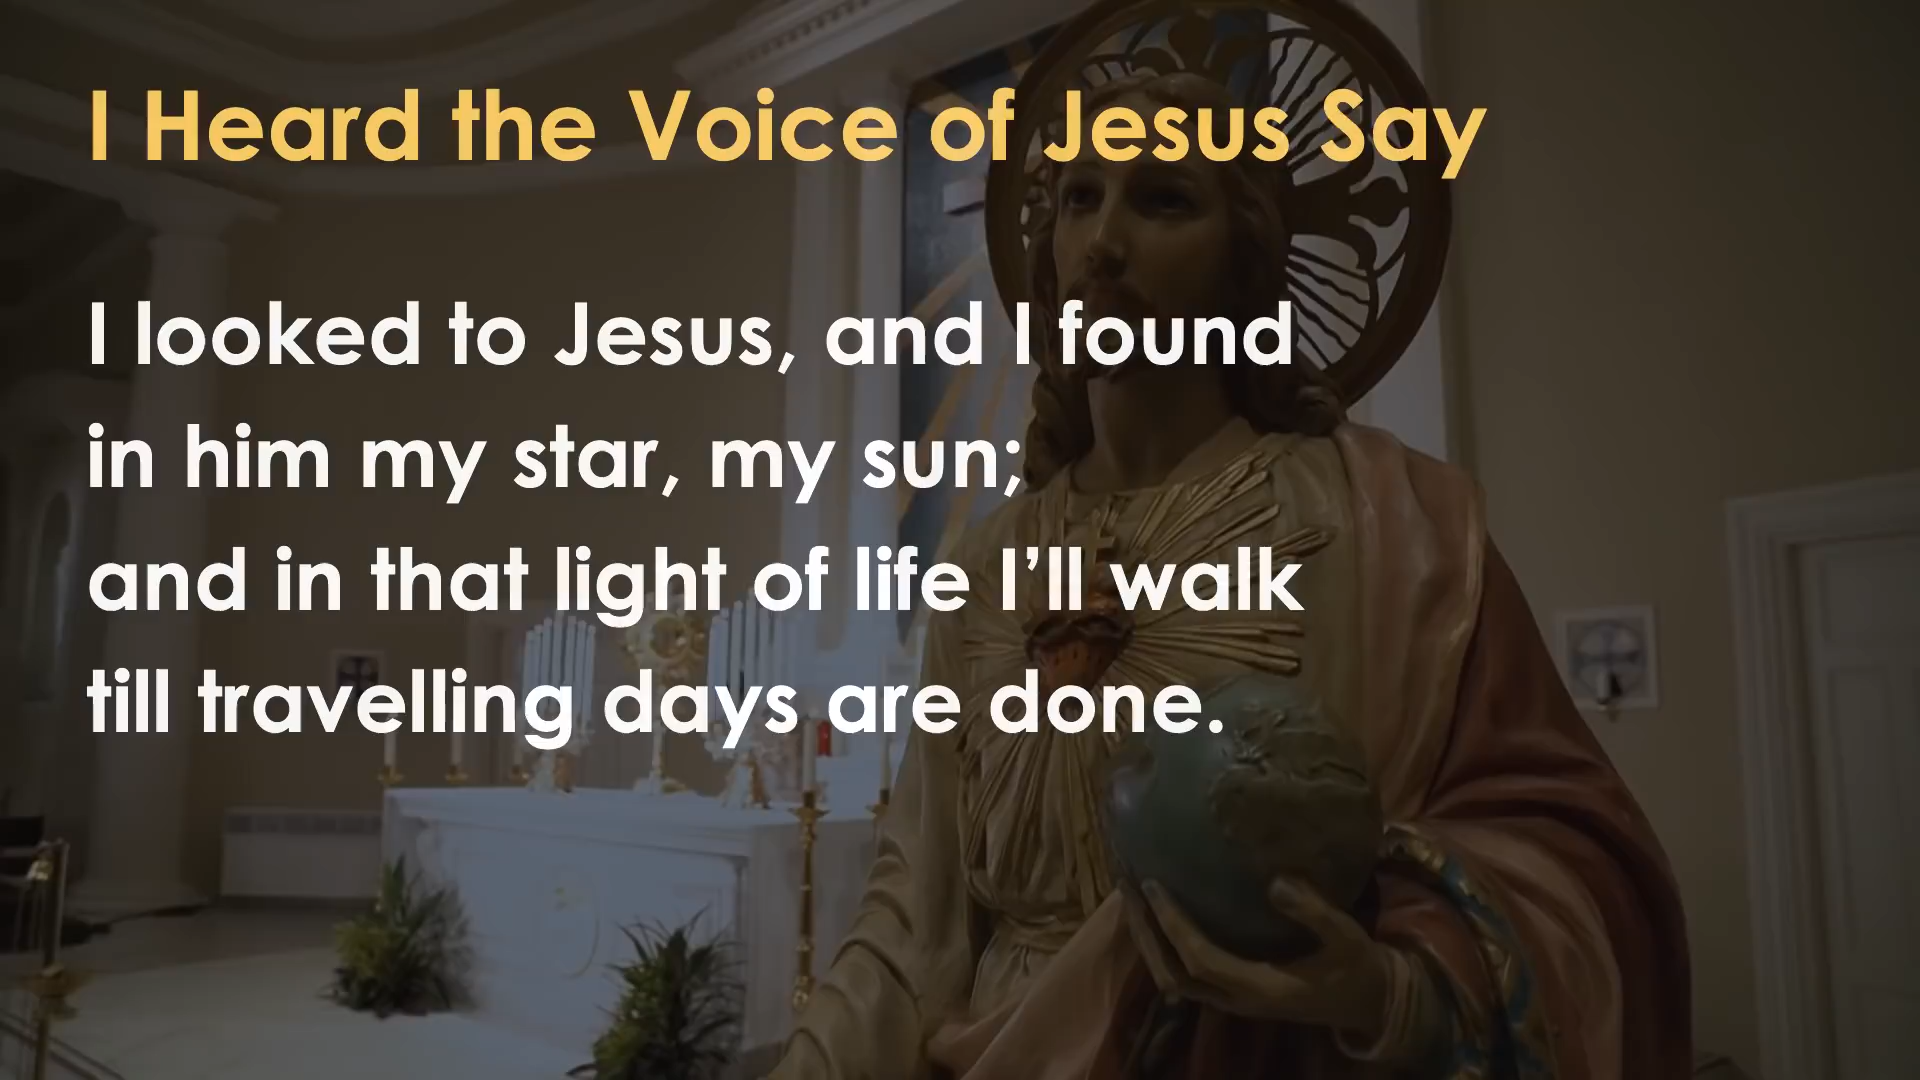 I Heard the Voice of Jesus Say
I looked to Jesus, and I found
in him my star, my sun;
and in that light of life I’ll walk
till travelling days are done.